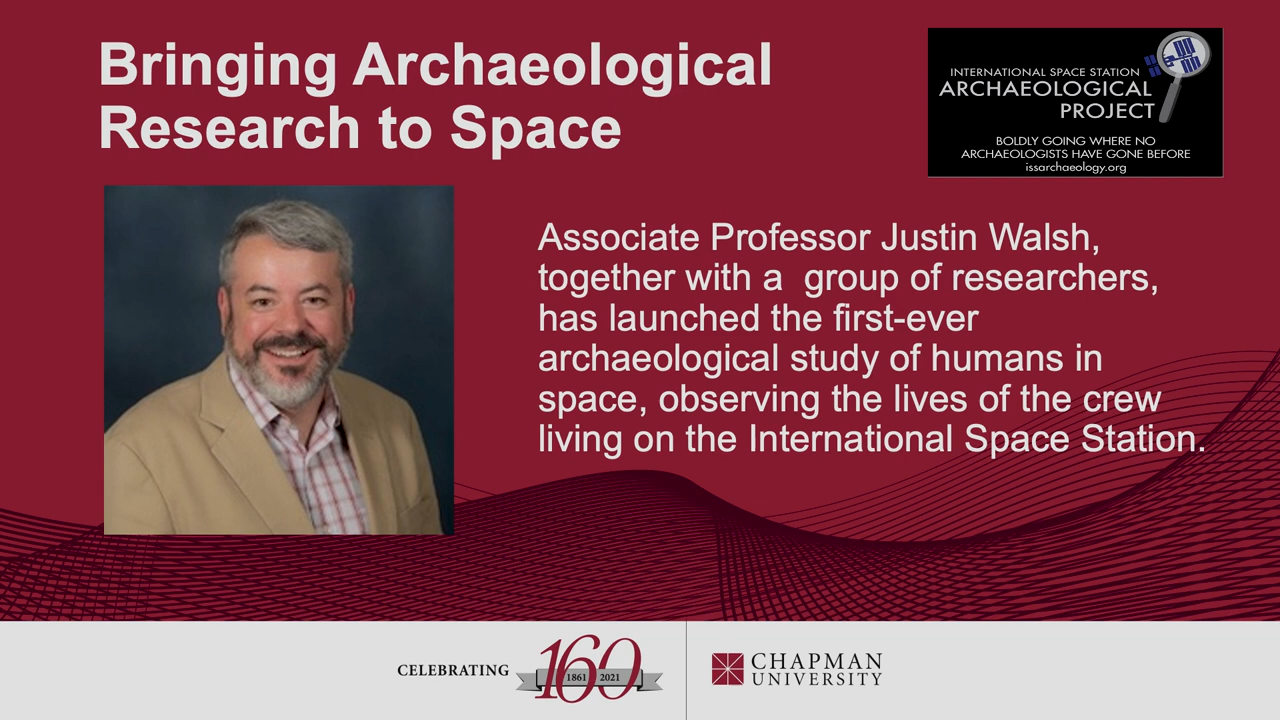 Bringing Archaeological
Research to Space
INTERNATIONAL SPACE STATION
ARCHAEOLOGICAL
PROJECT
BOLDLY GOING WHERE NO
ARCHAEOLOGISTS HAVE GONE BEFORE
issarchaeology.org
Associate Professor Justin Walsh,
together with a  group of researchers,
has launched the first-ever
archaeological study of humans in
space, observing the lives of the crew
living on the International Space Station.
CELEBRATING 160
1861 2021
CHAPMAN
UNIVERSITY